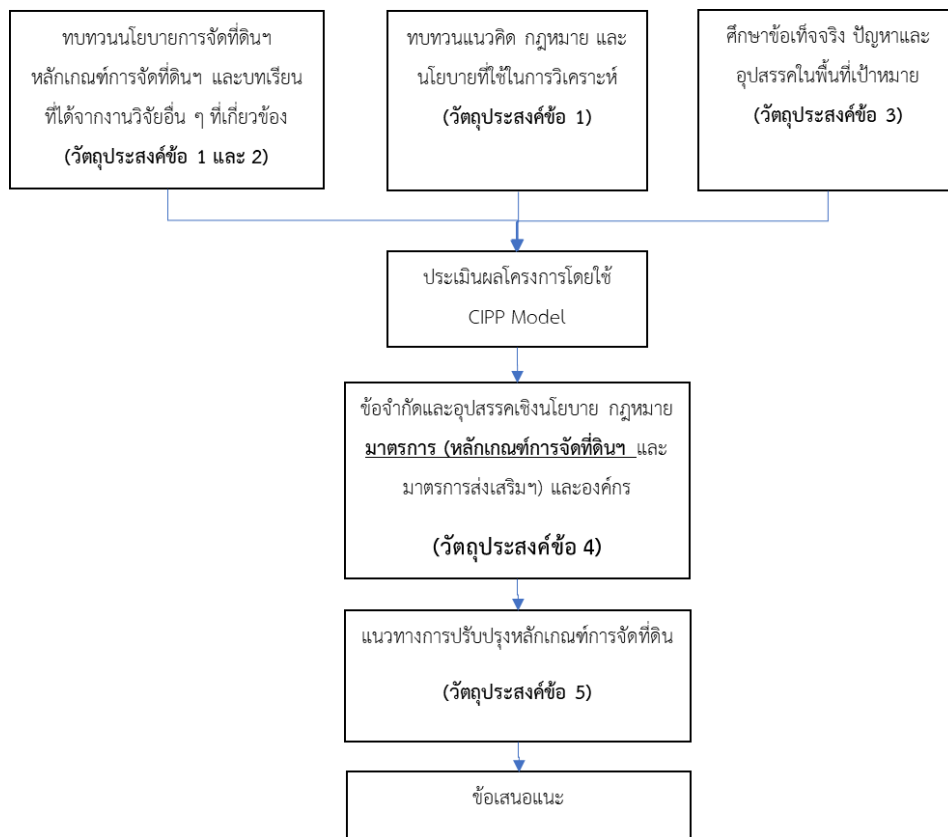 ทบทวนนโยบายการจัดที่ดินฯ
หลักเกณฑ์การจัดที่ดินฯ และบทเรียน
ที่ได้จากงานวิจัยอื่น ๆ ที่เกี่ยวข้อง
(วัตถุประสงค์ข้อ 1 และ 2)
ทบทวนแนวคิด กฎหมาย และ
นโยบายที่ใช้ในการวิเคราะห์
(วัตถุประสงค์ข้อ 1)
ศึกษาข้อเท็จจริง ปัญหาและ
อุปสรรคในพื้นที่เป้าหมาย
(วัตถุประสงค์ข้อ 3)
ประเมินผลโครงการโดยใช้
CIPP Model
ข้อจำกัดและอุปสรรคเชิงนโยบาย กฎหมาย
มาตรการ (หลักเกณฑ์การจัดที่ดินฯ และ
มาตรการส่งเสริมฯ) และองค์กร
(วัตถุประสงค์ข้อ 4)
แนวทางการปรับปรุงหลักเกณฑ์การจัดที่ดิน
(วัตถุประสงค์ข้อ 5)
ข้อเสนอแนะ